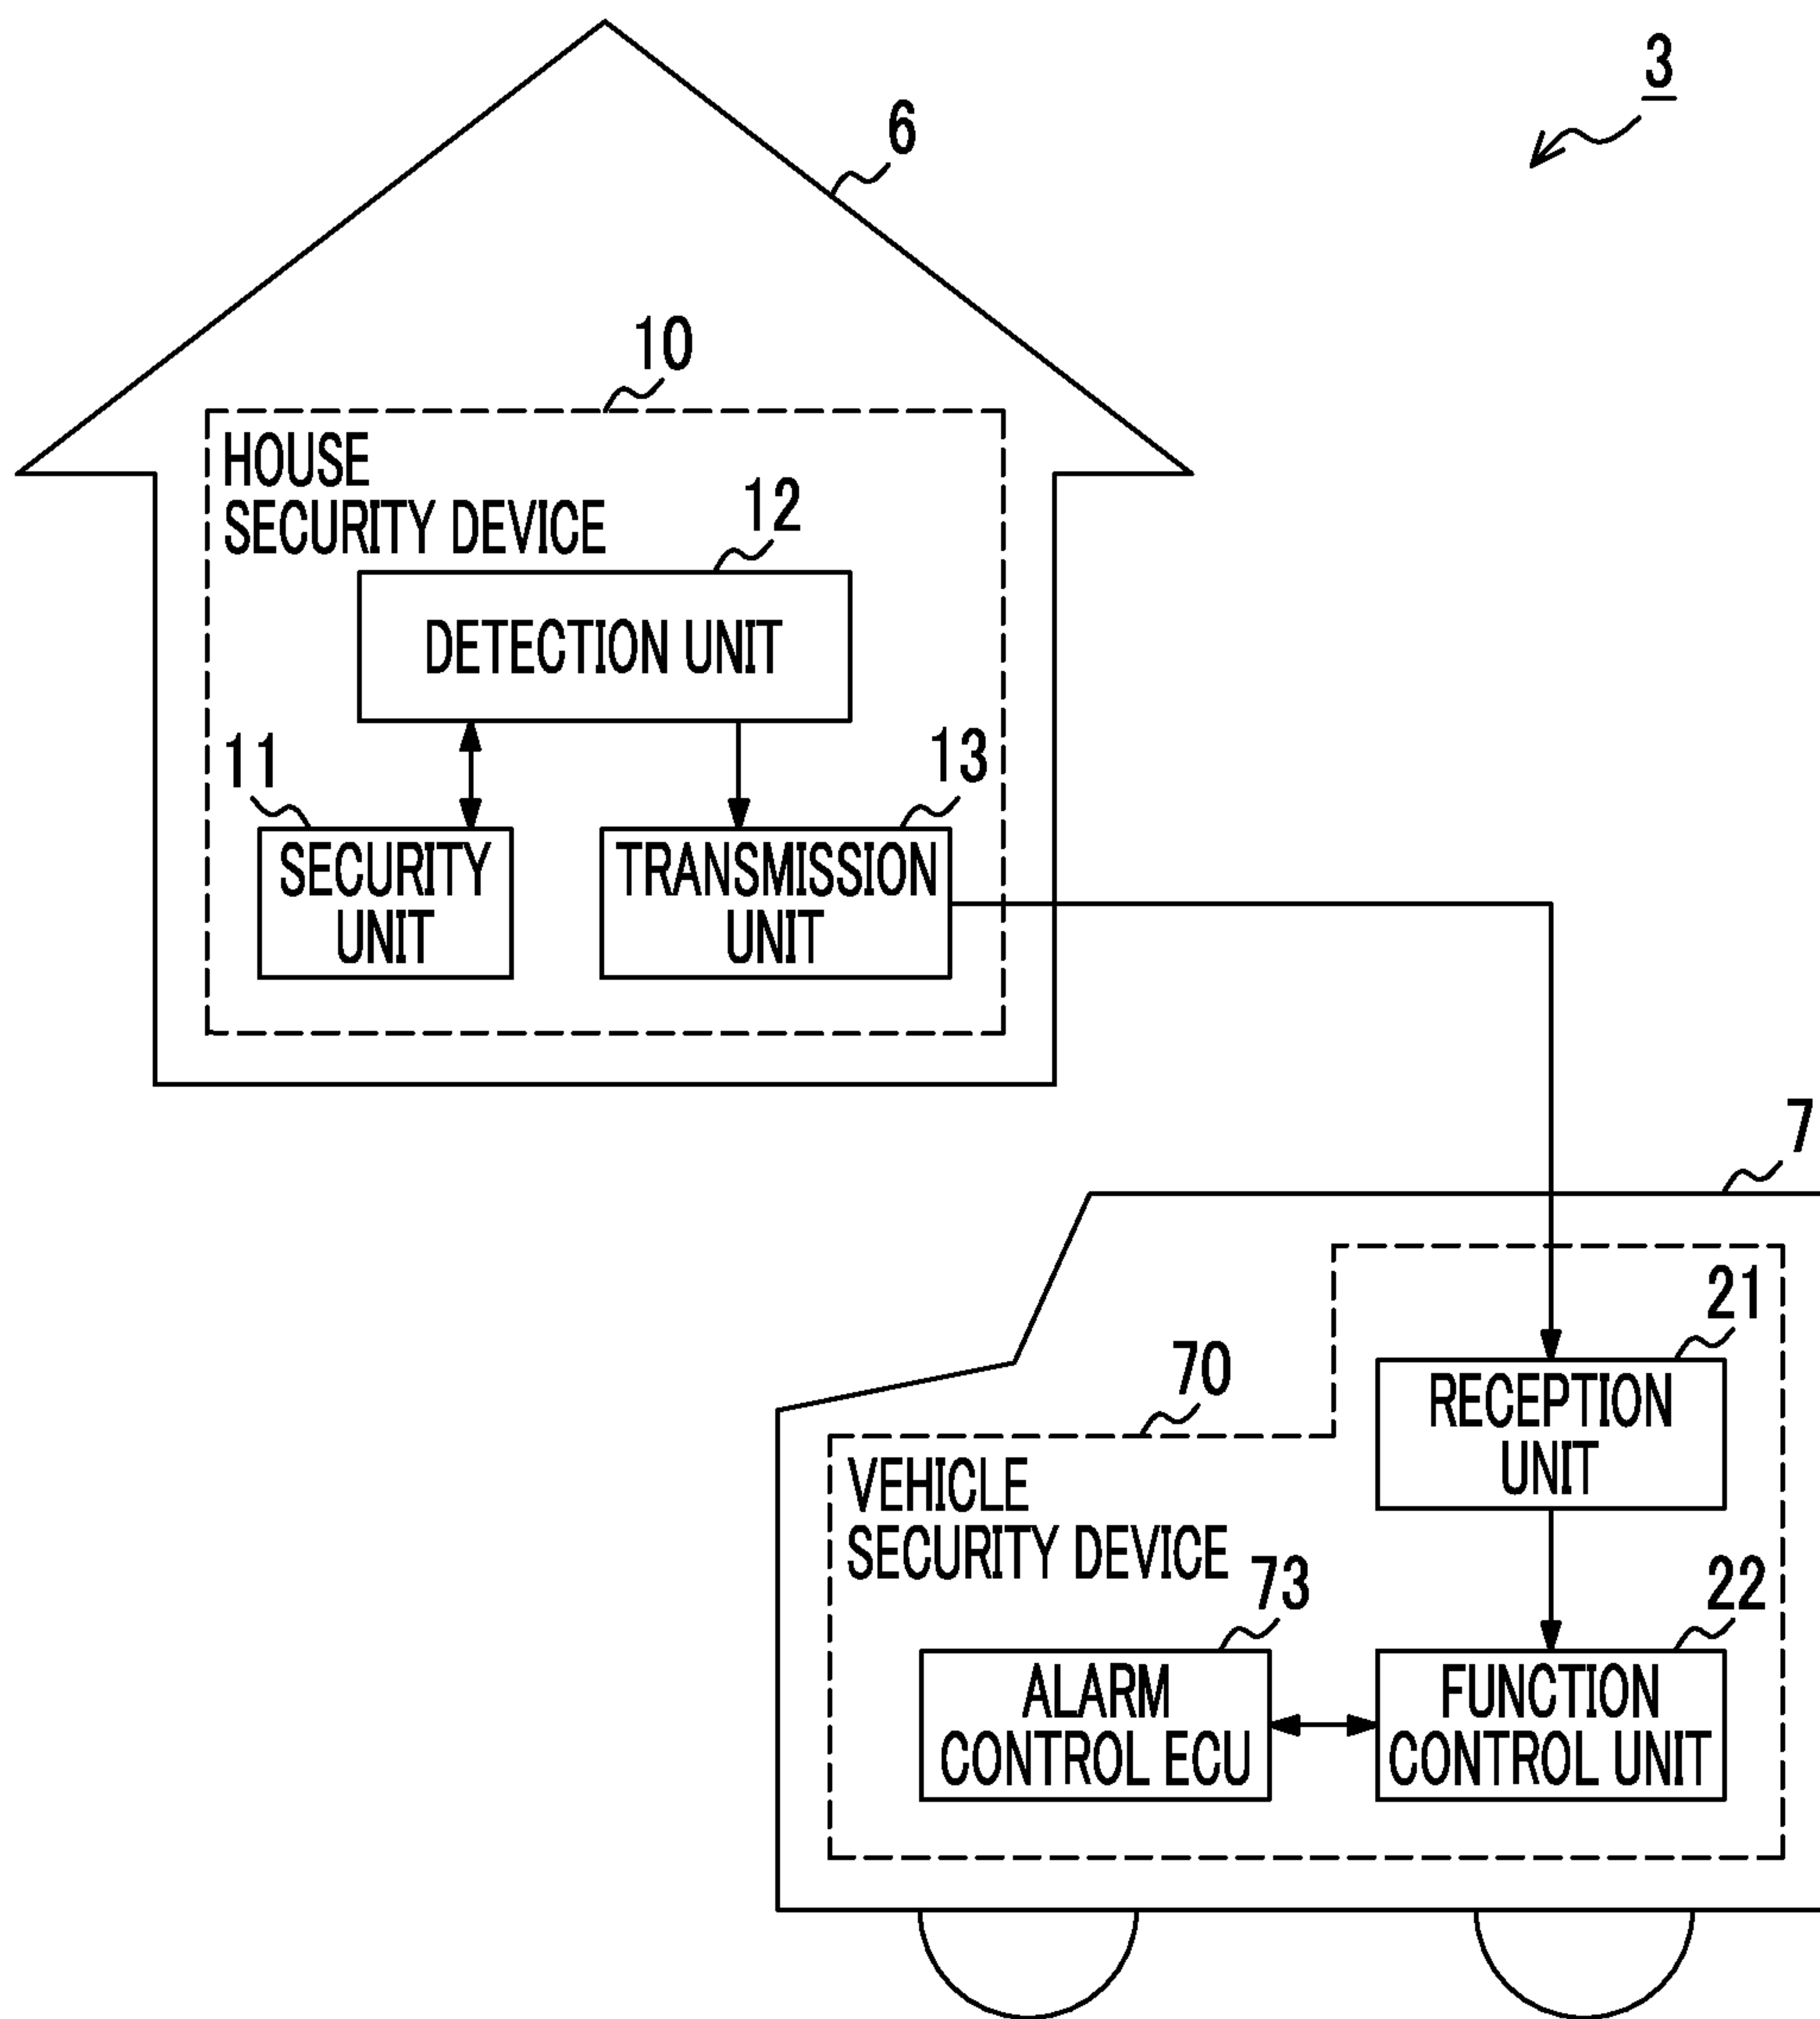 3
6
10
HOUSE
SECURITY DEVICE
12
DETECTION UNIT
11
13
SECURITY
UNIT
TRANSMISSION
UNIT
7
21
70
RECEPTION
UNIT
VEHICLE
SECURITY DEVICE
73
22
ALARM
CONTROL ECU
FUNCTION
CONTROL UNIT